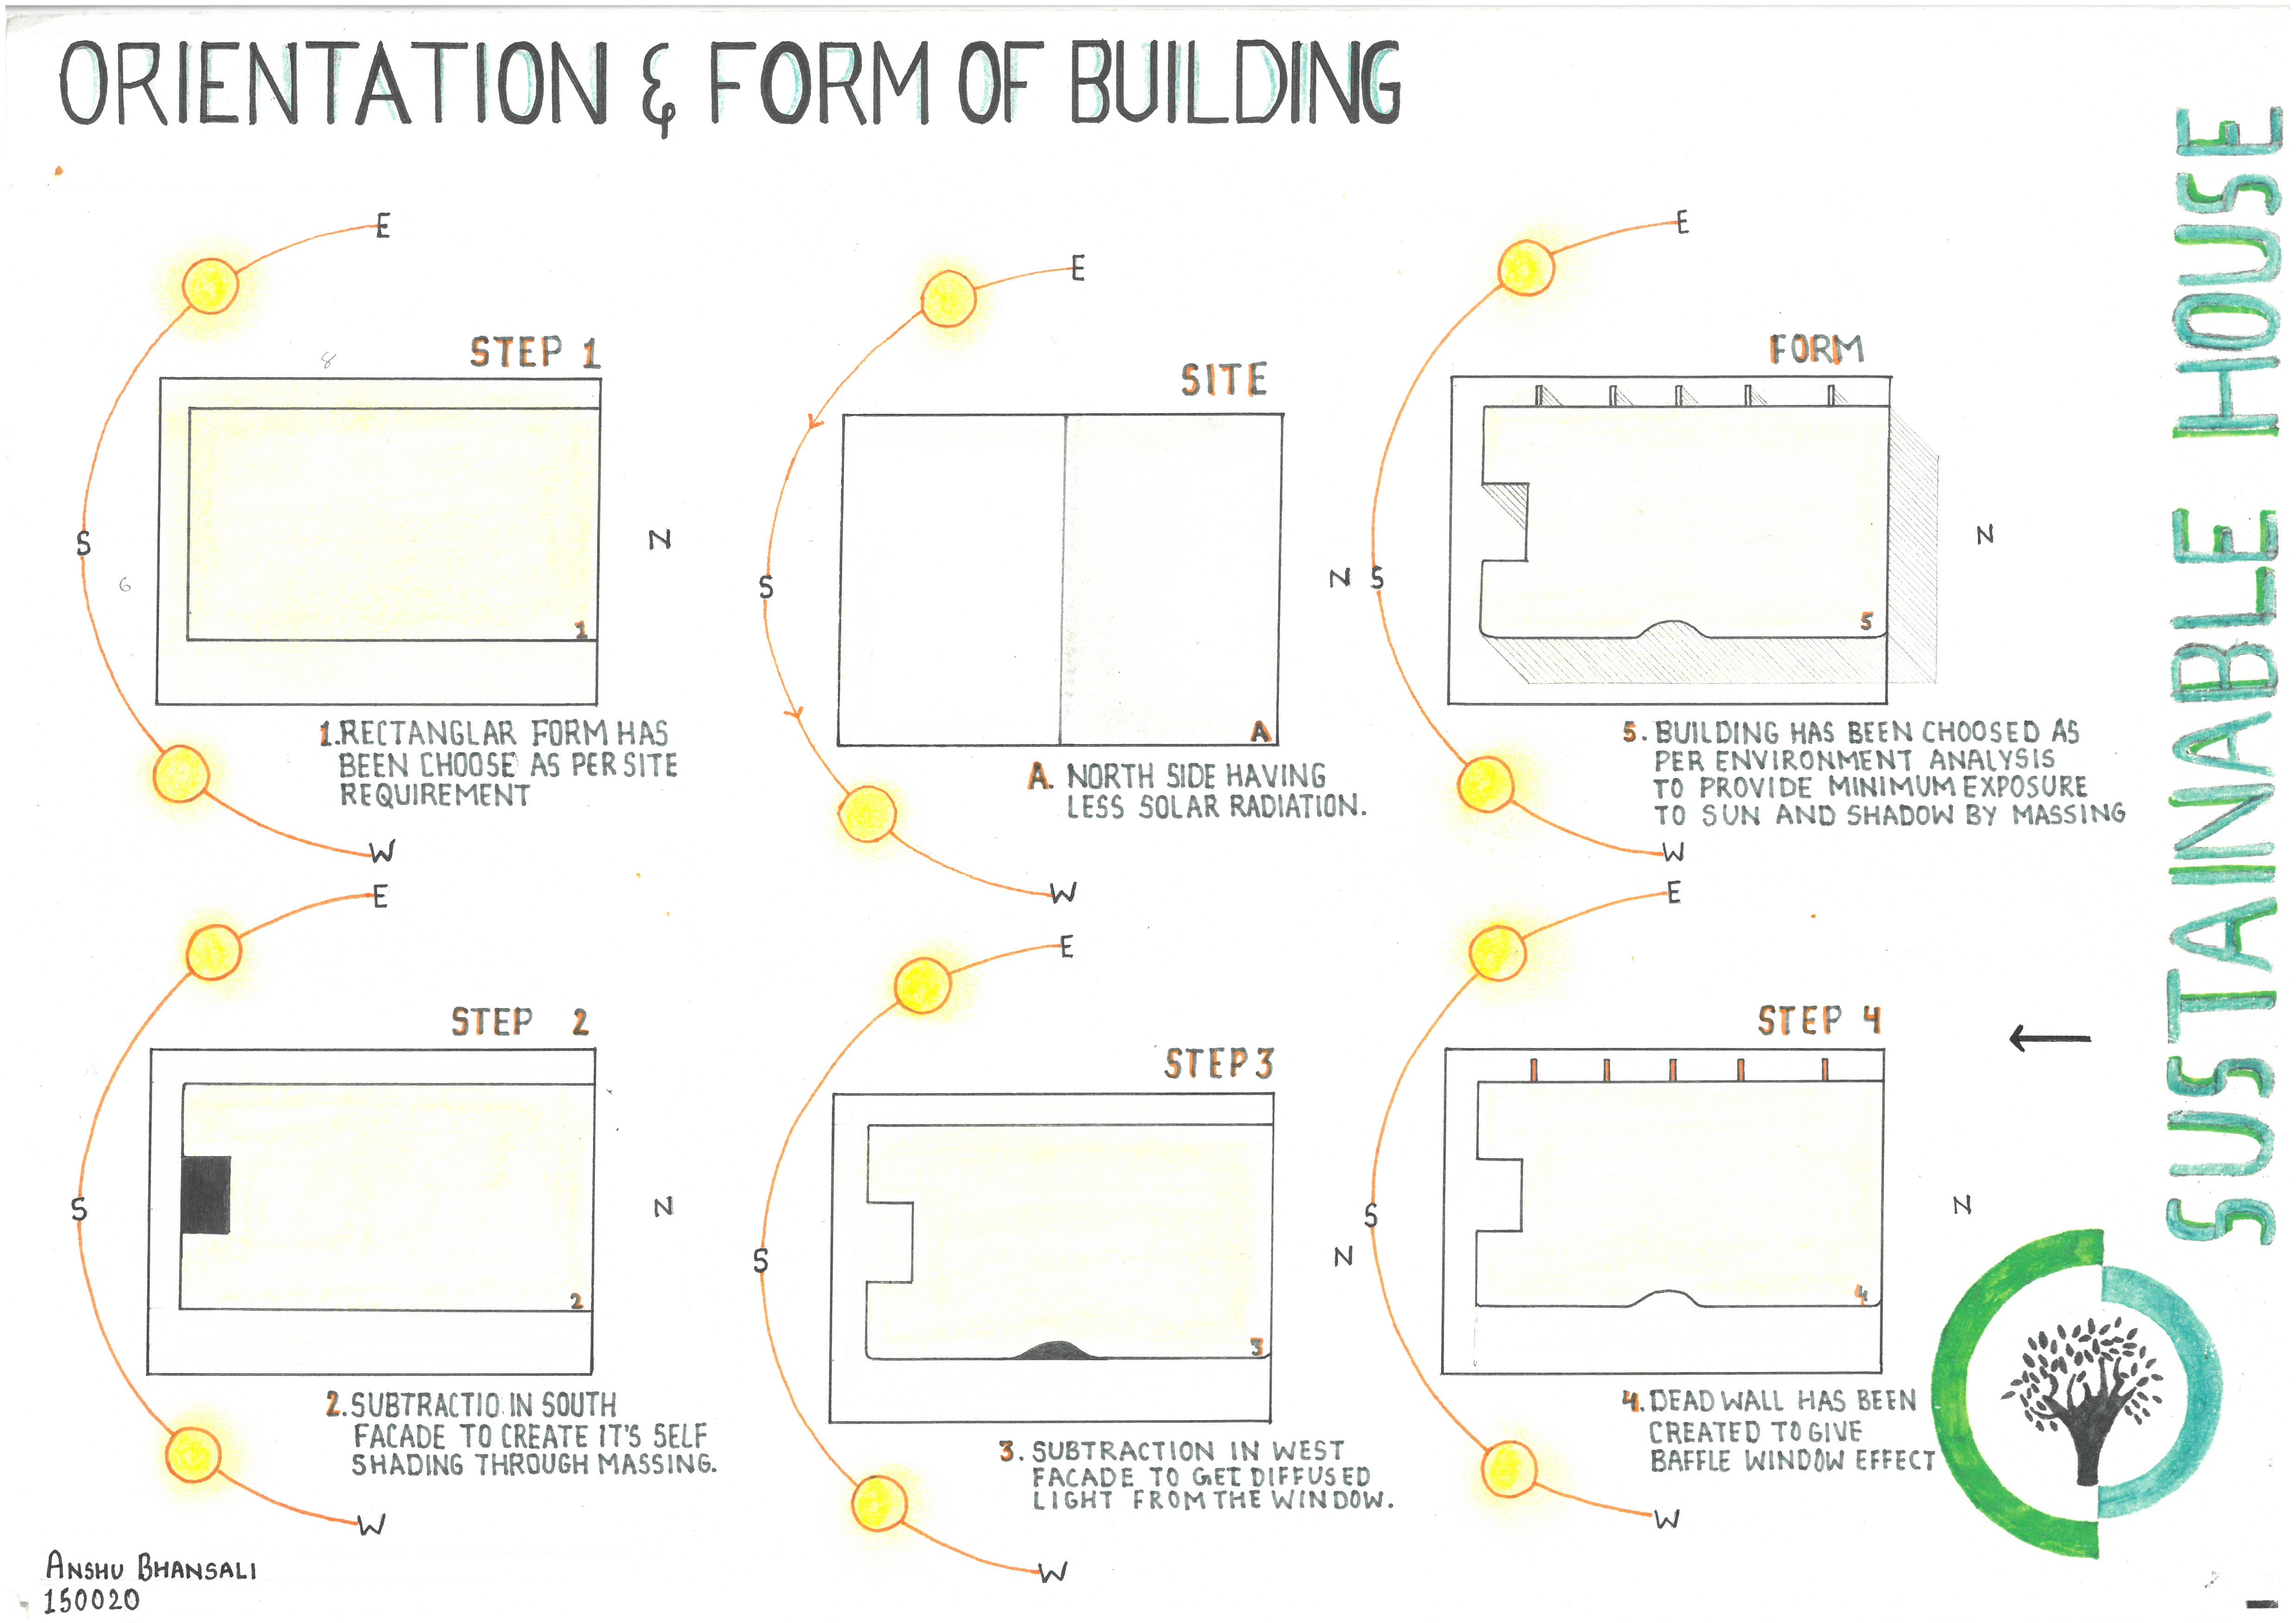 ORIENTATION & FORM OF BUILDING
SUSTAINABLE HOUSE
E
STEP 1
8
S
6
N
1
1. RECTANGLAR FORM HAS
BEEN CHOOSE AS PER SITE
REQUIREMENT
W
E
SITE
S
N
A
A. NORTH SIDE HAVING
LESS SOLAR RADIATION.
W
E
FORM
S
N
5
5. BUILDING HAS BEEN CHOOSED AS
PER ENVIRONMENT ANALYSIS
TO PROVIDE MINIMUM EXPOSURE
TO SUN AND SHADOW BY MASSING
W
E
STEP 2
S
N
2
2. SUBTRACTIO IN SOUTH
FACADE TO CREATE IT'S SELF
SHADING THROUGH MASSING.
W
E
STEP 3
S
N
3
3. SUBTRACTION IN WEST
FACADE TO GET DIFFUSED
LIGHT FROM THE WINDOW.
W
E
STEP 4
S
N
4
4. DEAD WALL HAS BEEN
CREATED TO GIVE
BAFFLE WINDOW EFFECT
W
ANSHU BHANSALI
150020